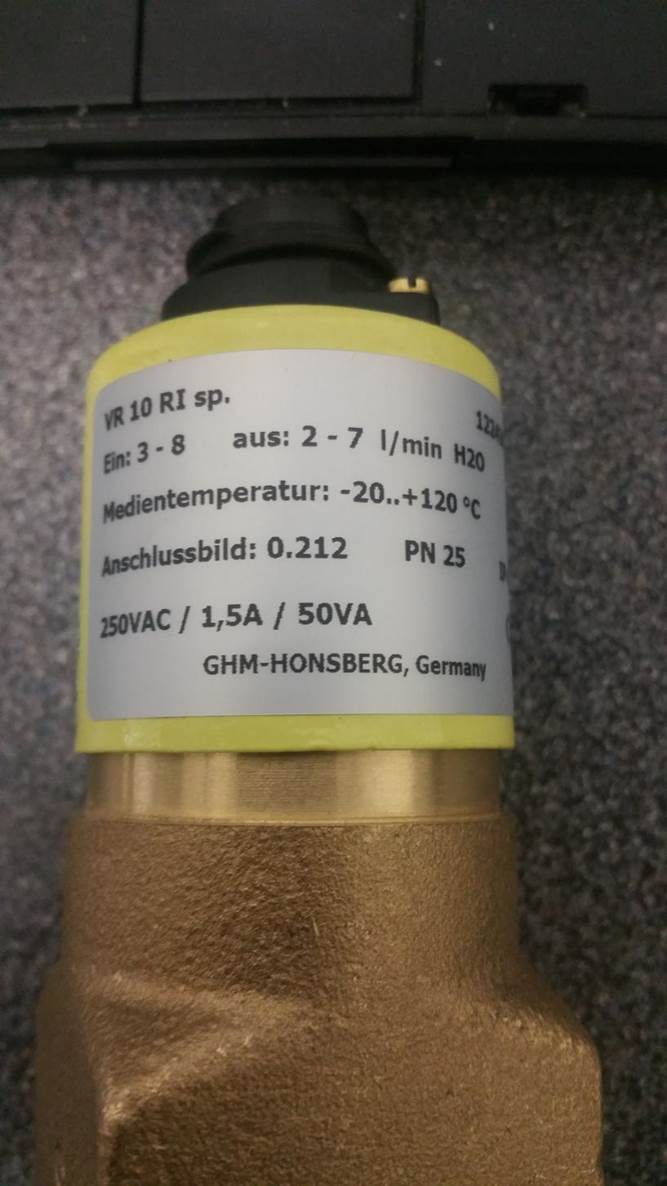 VR 10 RI sp.
Ein: 3 - 8 aus: 2 - 7 l/min H20
Medientemperatur: -20..+120 °C
Anschlussbild: 0.212 PN 25
250VAC / 1,5A / 50VA
GHM-HONSBERG, Germany